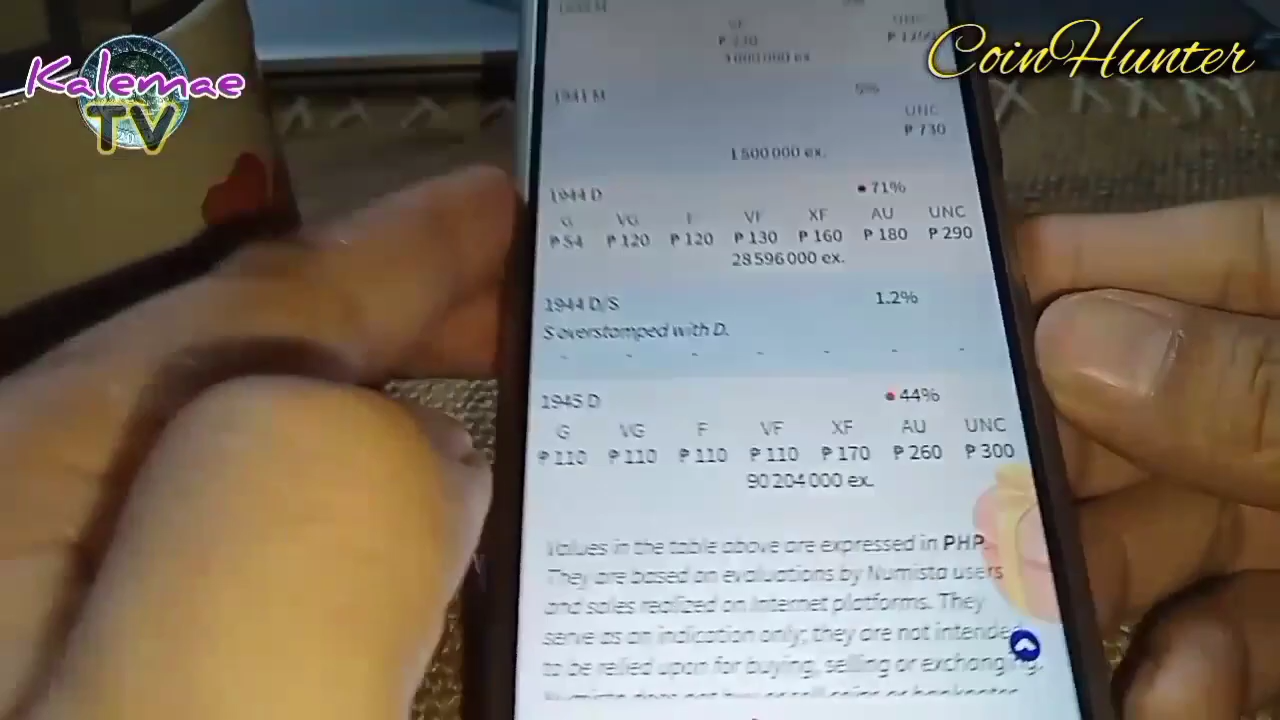 Kalemae
TV
CoinHunter
VF UNC
₱ 1200
1941 M 5%
UNC
₱ 730
1 500 000 ex.
1944 D 71%
G VG F VF XF AU UNC
₱ 54 ₱ 120 ₱ 120 ₱ 130 ₱ 160 ₱ 180 ₱ 290
28 596 000 ex.
1944 D/S 1.2%
S overstamped with D.
- - - - - - -
1945 D 44%
G VG F VF XF AU UNC
₱ 110 ₱ 110 ₱ 110 ₱ 110 ₱ 170 ₱ 260 ₱ 300
90 204 000 ex.
Values in the table above are expressed in PHP.
They are based on evaluations by Numista users
and sales realized on Internet platforms. They
serve as an indication only; they are not intended
to be relied upon for buying, selling or exchanging.